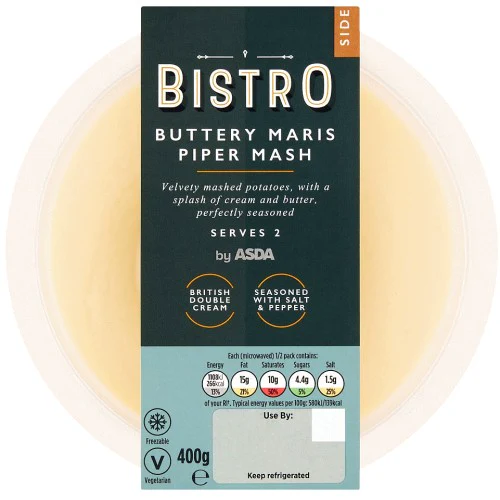 SIDE
BISTRO
BUTTERY MARIS
PIPER MASH
Velvety mashed potatoes, with a
splash of cream and butter,
perfectly seasoned
SERVES 2
by ASDA
BRITISH
DOUBLE
CREAM
SEASONED
WITH SALT
& PEPPER
Each (microwaved) 1/2 pack contains:
Energy Fat Saturates Sugars Salt
1108kJ 266kcal 13% 15g 21% 10g 50% 4.4g 5% 1.5g 25%
of your RI*. Typical energy values per 100g: 580kJ/139kcal
Use By:
Freezable
V
Vegetarian
400g e
Keep refrigerated